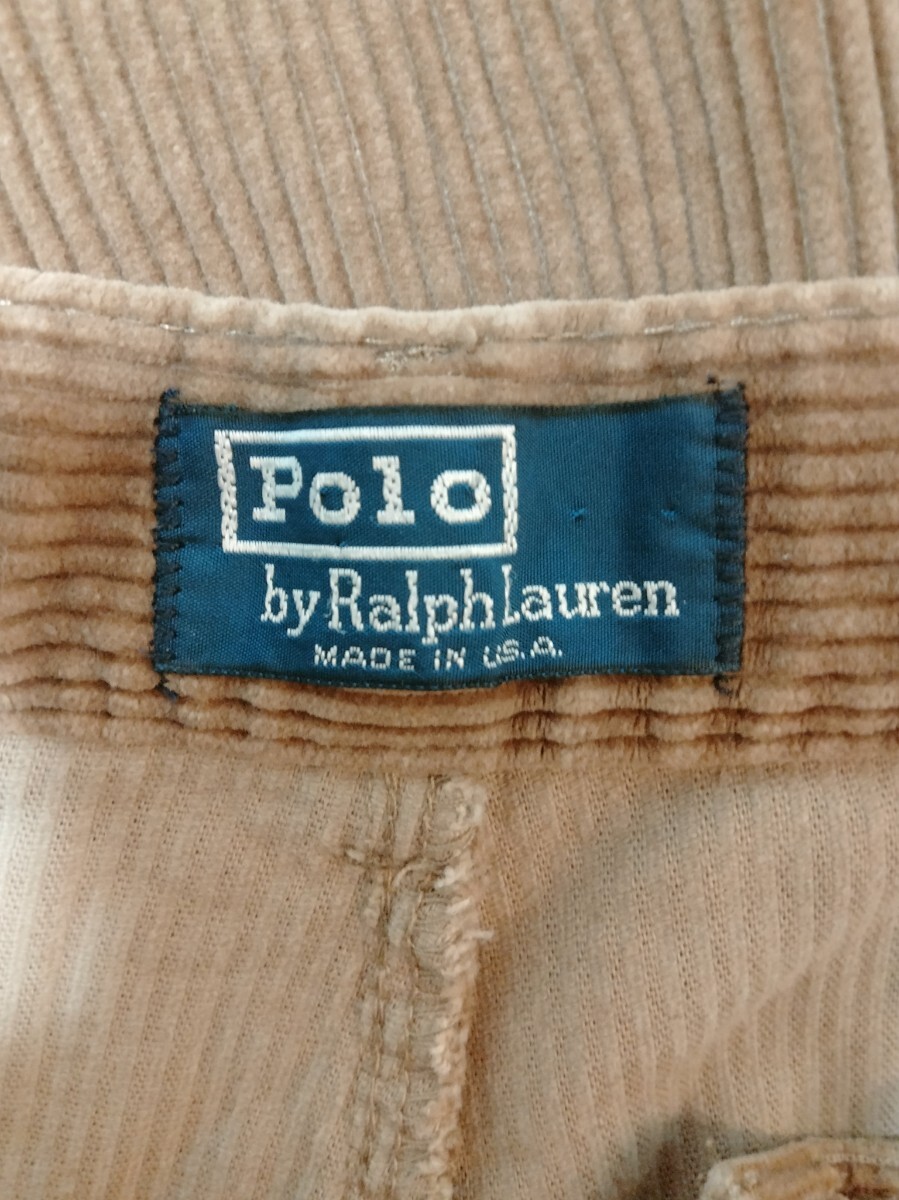 Polo
by Ralph Lauren
MADE IN U.S.A.